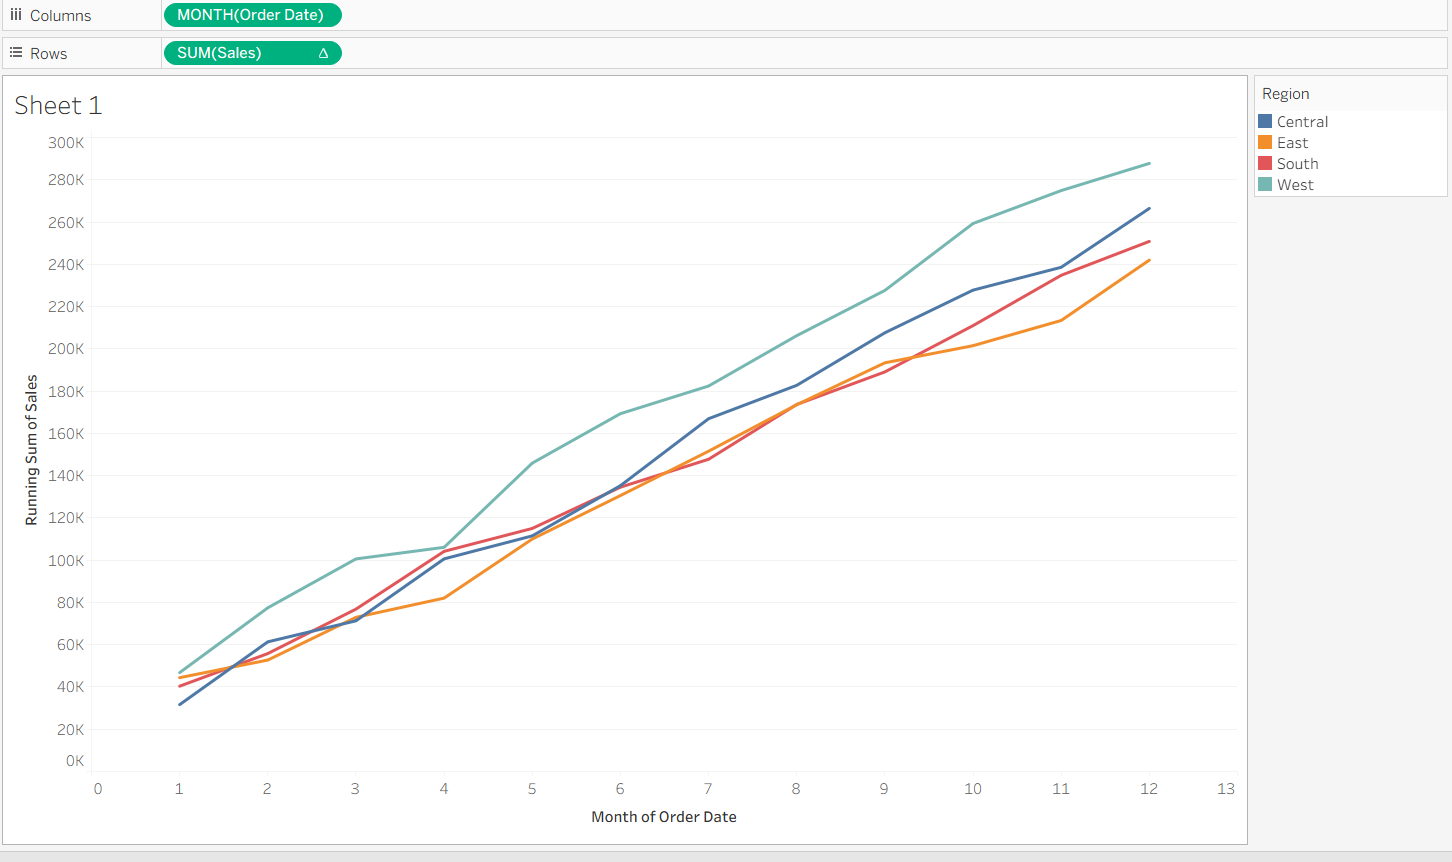 Columns MONTH(Order Date)
Rows SUM(Sales) Δ
Sheet 1
Region
Central
East
South
West
300K
280K
260K
240K
220K
200K
180K
160K
140K
120K
100K
80K
60K
40K
20K
0K
Running Sum of Sales
0 1 2 3 4 5 6 7 8 9 10 11 12 13
Month of Order Date